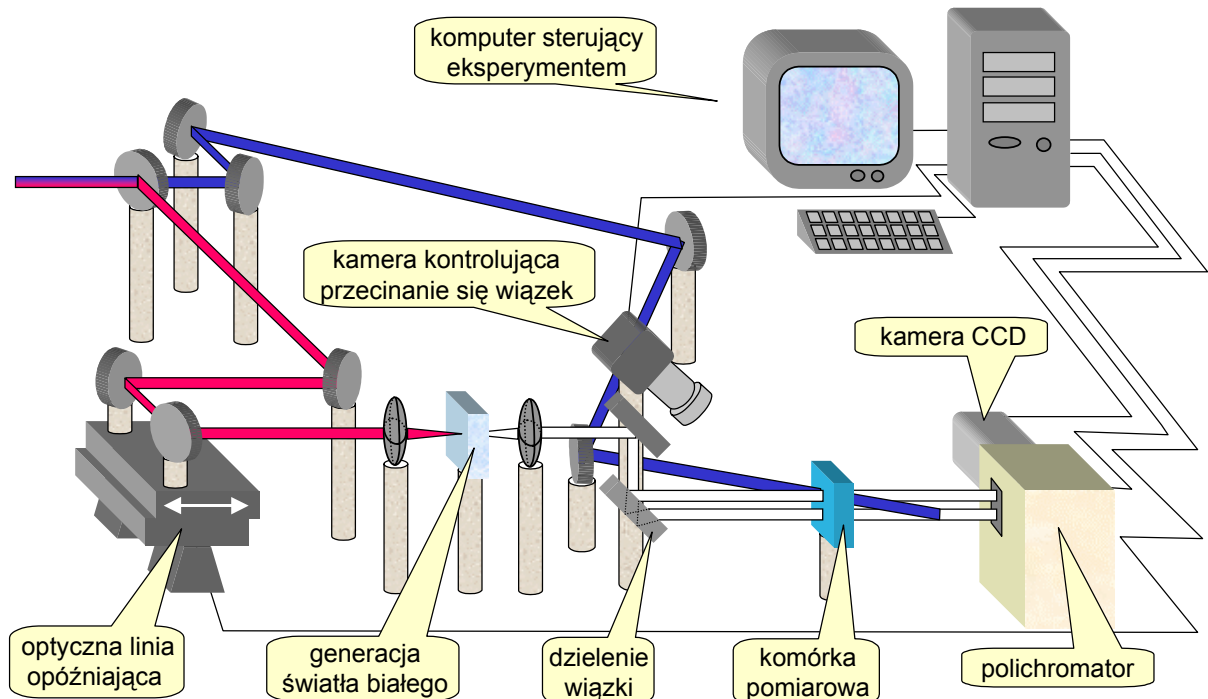 komputer sterujący
eksperymentem
kamera kontrolująca
przecinanie się wiązek
kamera CCD
optyczna linia
opóźniająca
generacja
światła białego
dzielenie
wiązki
komórka
pomiarowa
polichromator